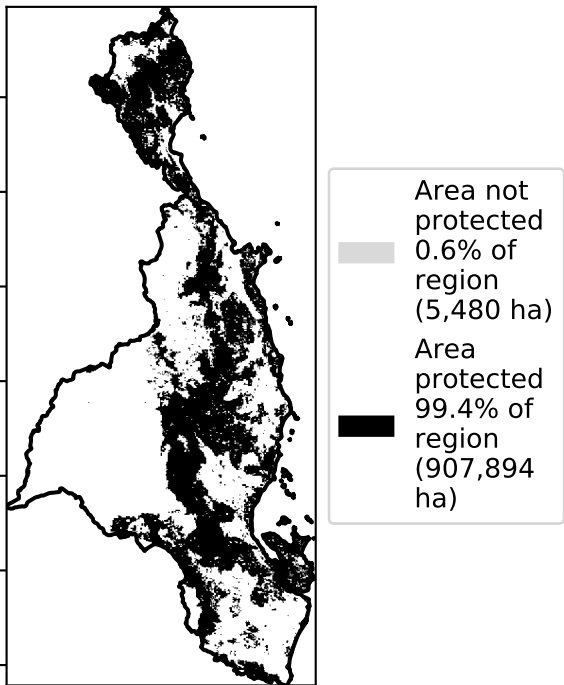 Area not
protected
0.6% of
region
(5,480 ha)
Area
protected
99.4% of
region
(907,894
ha)